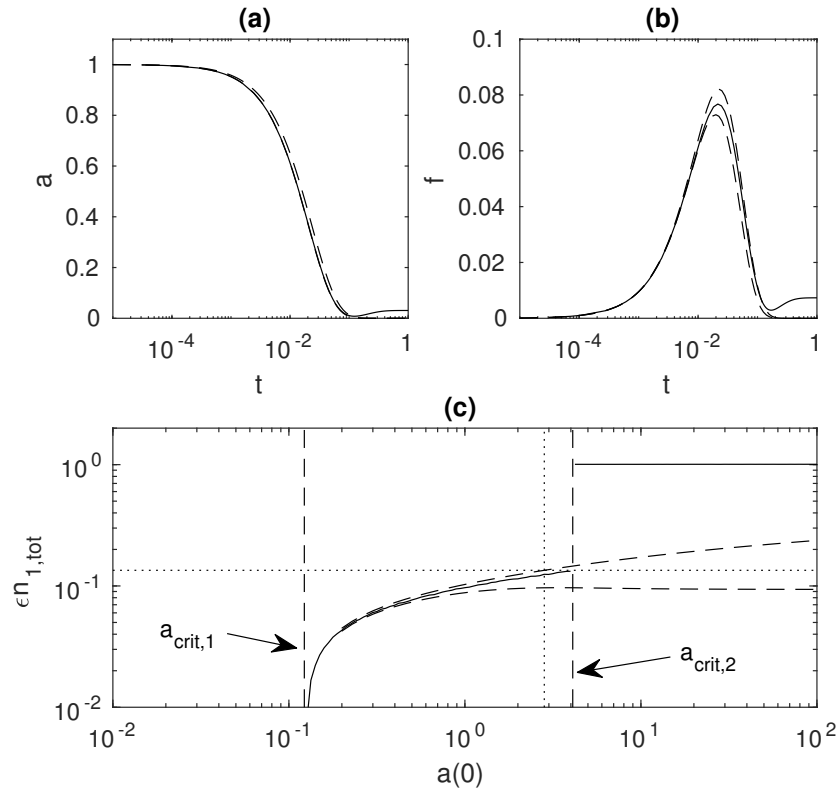 (a)
(b)
1
0.8
0.6
0.4
0.2
0
a
10^-4
10^-2
1
t
0.1
0.08
0.06
0.04
0.02
0
f
10^-4
10^-2
1
t
(c)
10^0
10^-1
10^-2
ϵn_1,tot
a_crit,1
a_crit,2
10^-2
10^-1
10^0
10^1
10^2
a(0)